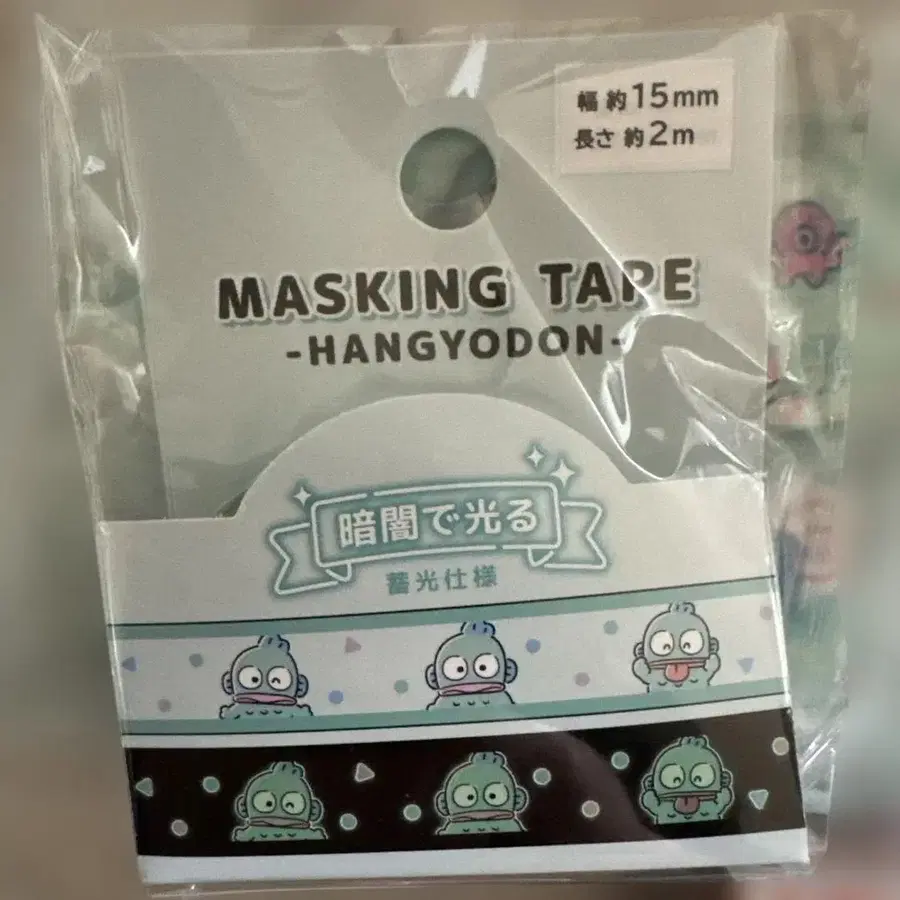 幅 約15mm
長さ 約2m
MASKING TAPE
-HANGYODON-
暗闇で光る
蓄光仕様